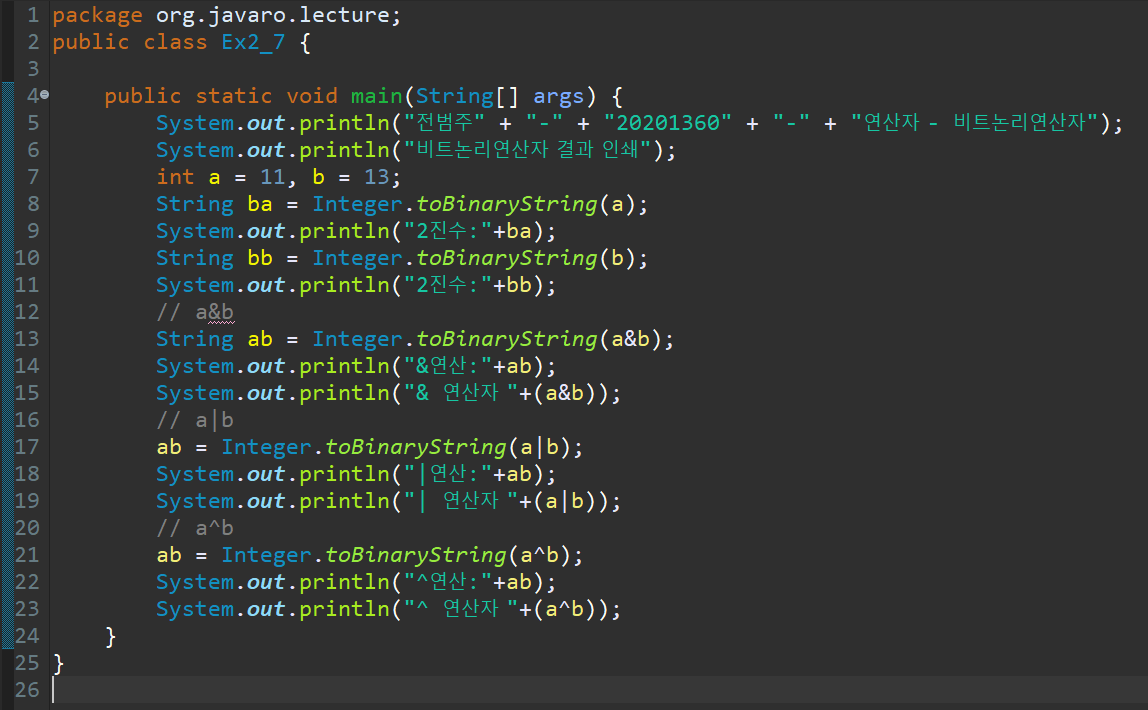 1 package org.javaro.lecture;
2 public class Ex2_7 {
3
4 public static void main(String[] args) {
5 System.out.println("전범주" + "-" + "20201360" + "-" + "연산자 - 비트논리연산자");
6 System.out.println("비트논리연산자 결과 인쇄");
7 int a = 11, b = 13;
8 String ba = Integer.toBinaryString(a);
9 System.out.println("2진수:"+ba);
10 String bb = Integer.toBinaryString(b);
11 System.out.println("2진수:"+bb);
12 // a&b
13 String ab = Integer.toBinaryString(a&b);
14 System.out.println("&연산:"+ab);
15 System.out.println("& 연산자 "+(a&b));
16 // a|b
17 ab = Integer.toBinaryString(a|b);
18 System.out.println("|연산:"+ab);
19 System.out.println("| 연산자 "+(a|b));
20 // a^b
21 ab = Integer.toBinaryString(a^b);
22 System.out.println("^연산:"+ab);
23 System.out.println("^ 연산자 "+(a^b));
24 }
25 }
26